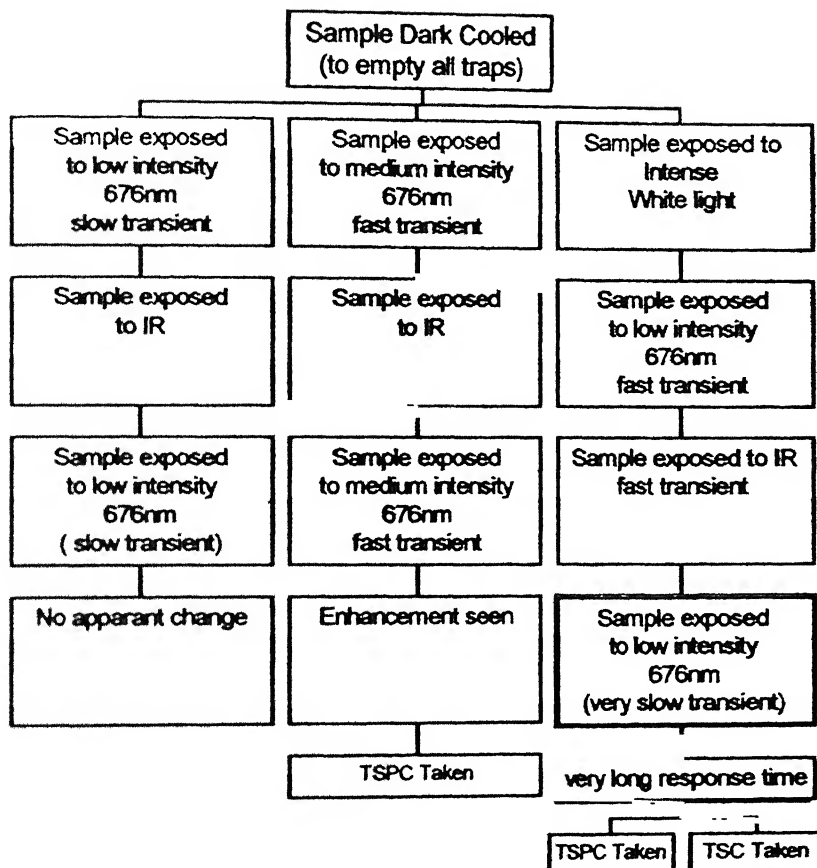 Sample Dark Cooled
(to empty all traps)
Sample exposed
to low intensity
676nm
slow transient
Sample exposed
to medium intensity
676nm
fast transient
Sample exposed to
Intense
White light
Sample exposed
to IR
Sample exposed
to IR
Sample exposed
to low intensity
676nm
fast transient
Sample exposed
to low intensity
676nm
( slow transient)
Sample exposed
to medium intensity
676nm
fast transient
Sample exposed to IR
fast transient
No apparant change
Enhancement seen
Sample exposed
to low intensity
676nm
(very slow transient)
TSPC Taken
very long response time
TSPC Taken
TSC Taken